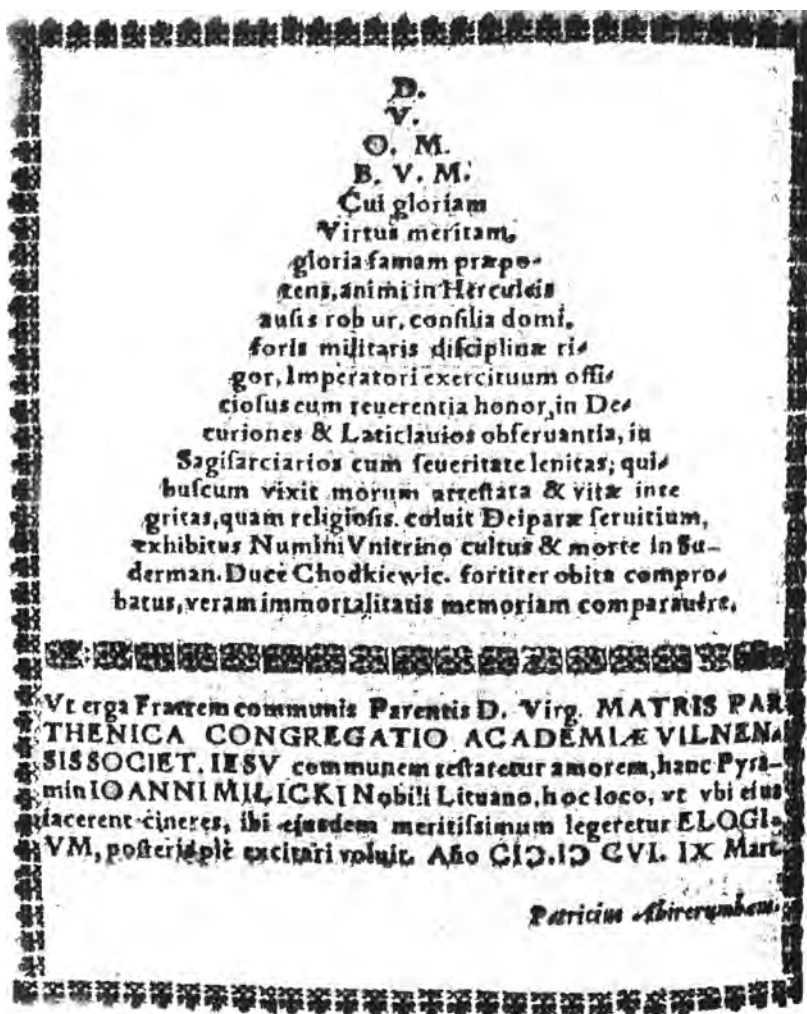 D.
V.
O. M.
B. V. M.
Cui gloriam
Virtus meritam,
gloria famam præpo-
tens, animi in Herculeis
ausis rob ur, consilia domi,
foris militaris disciplinæ ri-
gor, Imperatori exercituum offi-
ciosus cum reuerentia honor, in De-
curiones & Laticlauios obseruantia, in
Sagisarciarios cum seueritate lenitas; qui-
buscum vixit morum attestata & vitæ inte
gritas, quam religiosis. coluit Deiparæ seruitium,
exhibitus Numini Vnitrino cultus & morte in Su-
derman. Duce Chodkiewic. fortiter obita compro-
batus, veram immortalitatis memoriam comparauere.
Vt erga Fratrem communis Parentis D. Virg. MATRIS PAR
THENICA CONGREGATIO ACADEMIÆ VILNEN-
SIS SOCIET. IESV communem testaretur amorem, hanc Pyra-
min IOANNI MILICKI Nobili Lituano, hoc loco, vt vbi eius
iacerent cineres, ibi eiusdem meritissimum legeretur ELOGI-
VM, posterisq́; plè excitari voluit. Año CIↃ.IↃ CVI. IX Mart.
Patricius